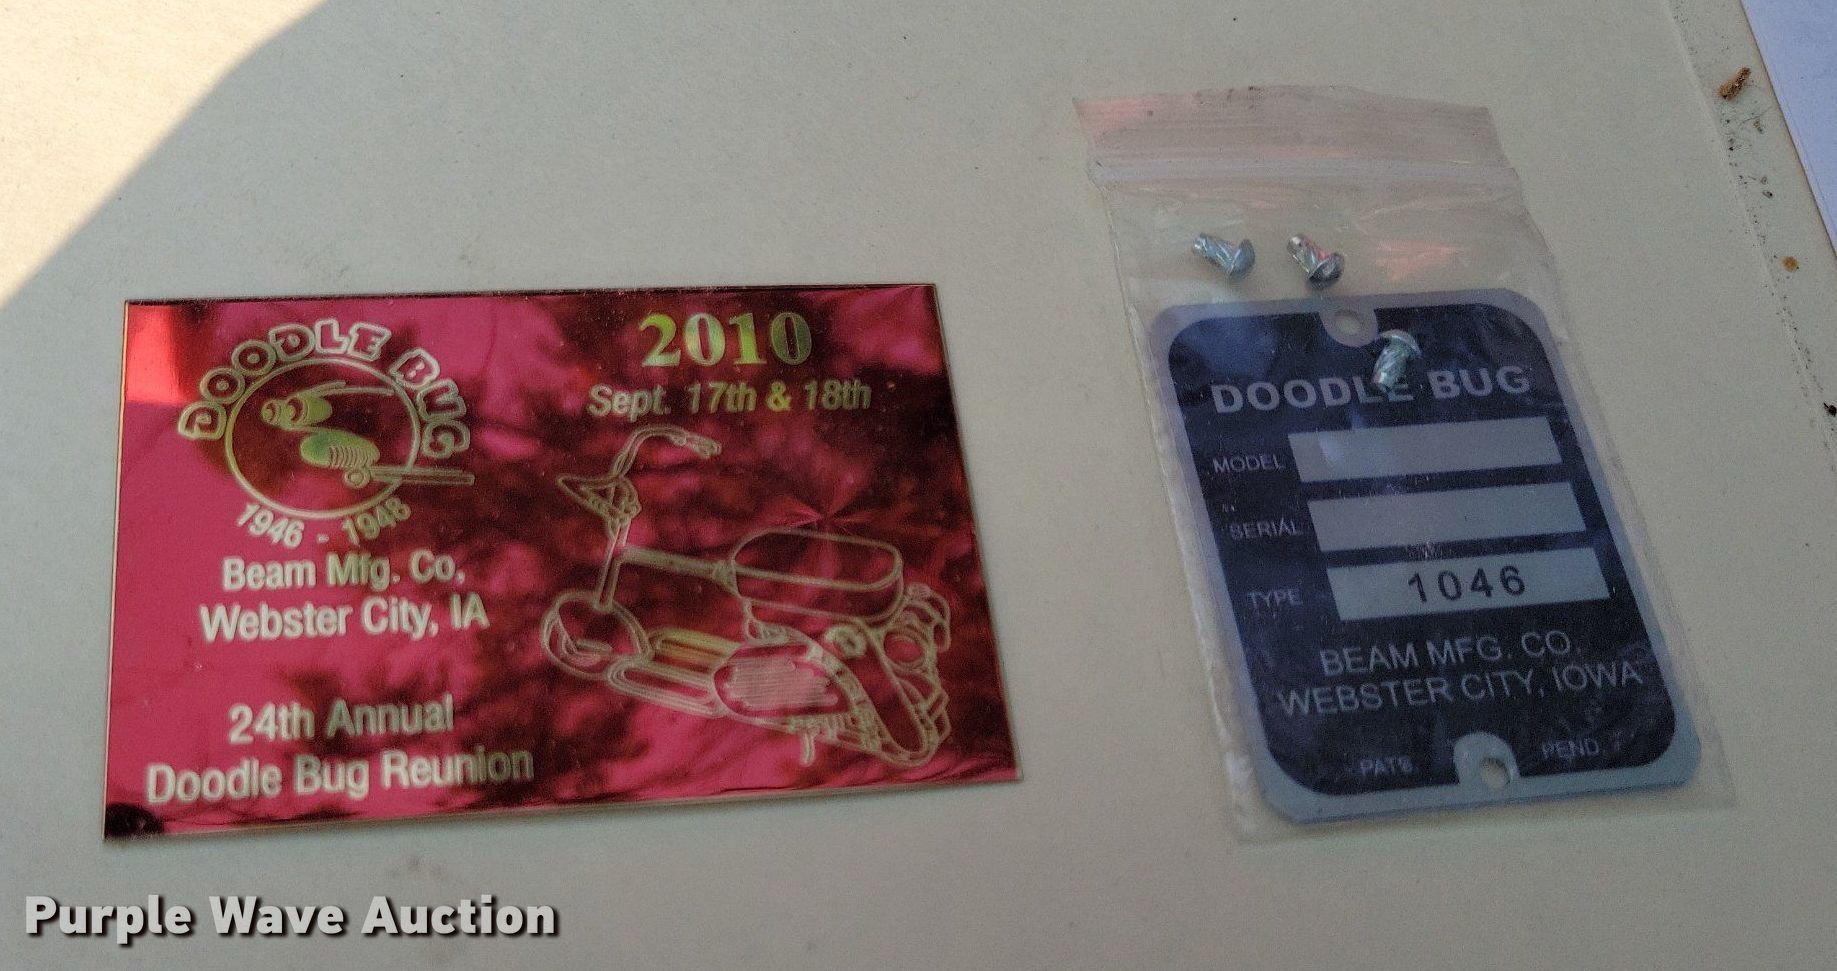 DOODLE BUG
1946 - 1948
Beam Mfg. Co,
Webster City, IA
24th Annual
Doodle Bug Reunion
2010
Sept. 17th & 18th
DOODLE BUG
MODEL
SERIAL
TYPE 1046
BEAM MFG. CO.
WEBSTER CITY, IOWA
PATS. PEND.
Purple Wave Auction